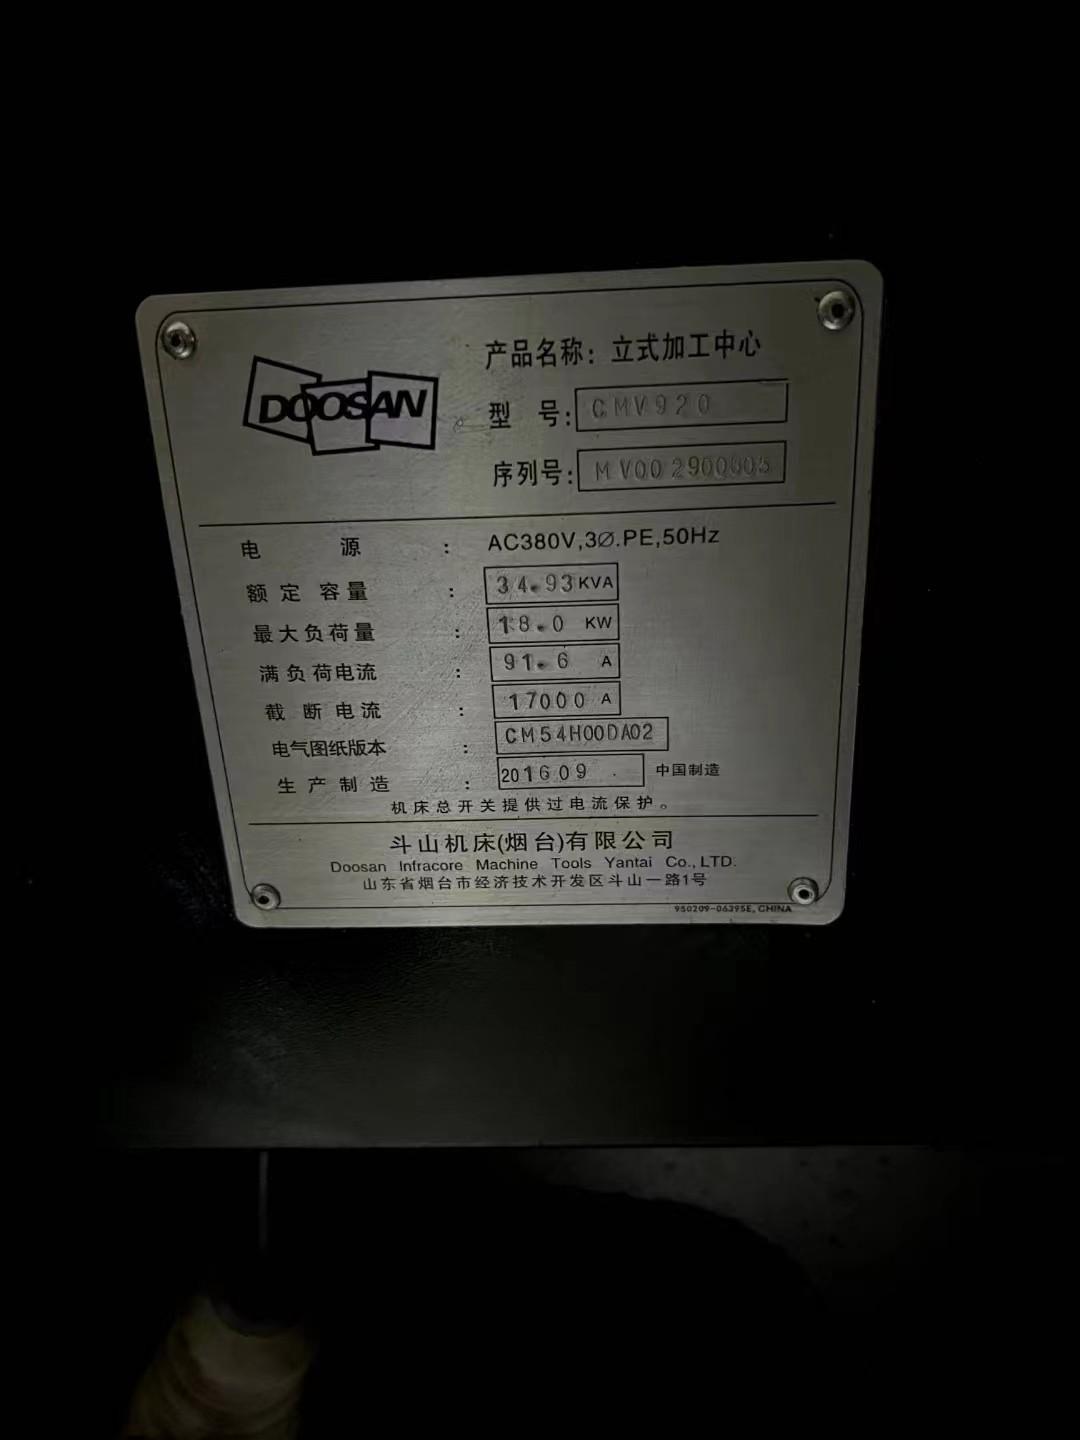 DOOSAN
产品名称：立式加工中心
型 号：CMV920
序列号：MV002900005
电 源 ： AC380V,3Ø.PE,50Hz
额定容量 ： 34.93KVA
最大负荷量 ： 18.0 KW
满负荷电流 ： 91.6 A
截断电流 ： 17000 A
电气图纸版本 ： CM54H00DA02
生产制造 ： 201609 中国制造
机床总开关提供过电流保护。
斗山机床(烟台)有限公司
Doosan Infracore Machine Tools Yantai Co.,LTD.
山东省烟台市经济技术开发区斗山一路1号
950209-06395E, CHINA